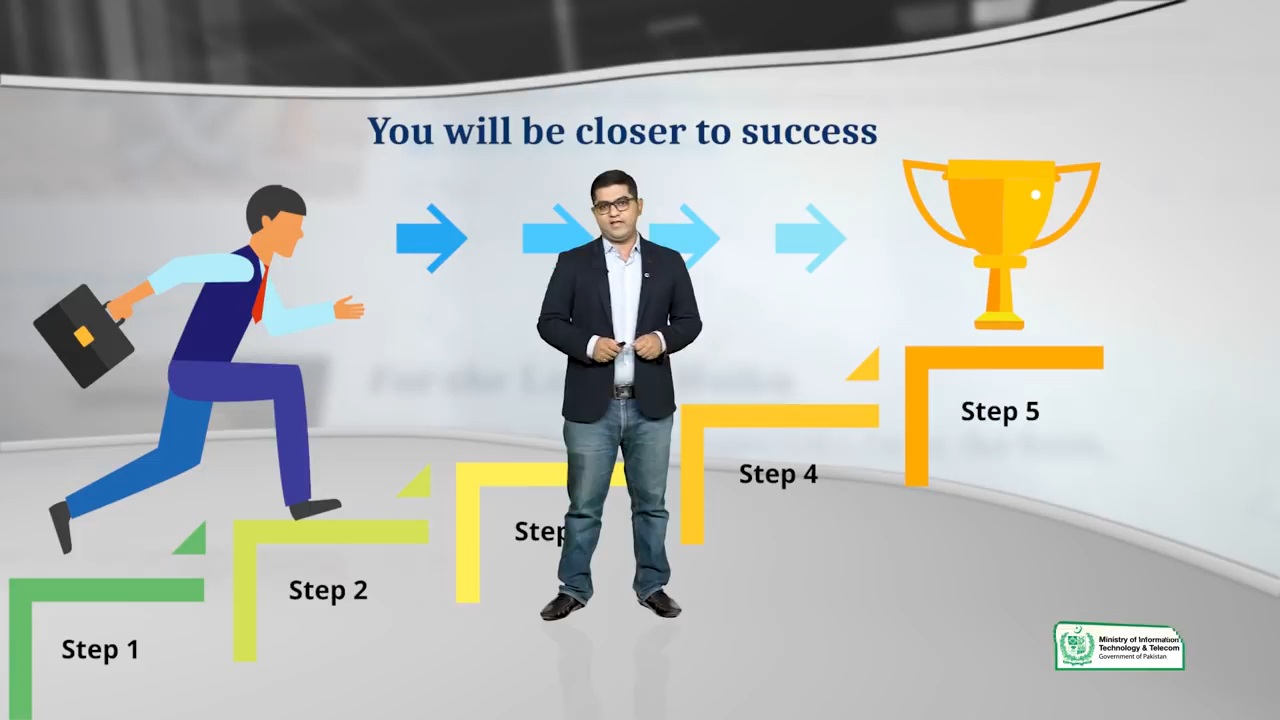 You will be closer to success
Step 5
Step 4
Step
Step 2
Step 1
Ministry of Information
Technology & Telecom
Government of Pakistan